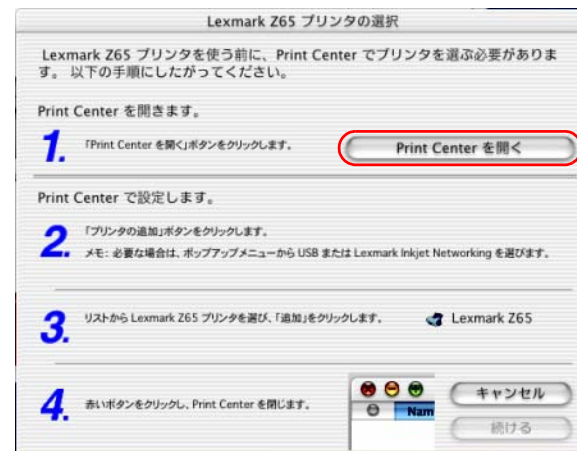 Lexmark Z65 プリンタの選択
Lexmark Z65 プリンタを使う前に、Print Center でプリンタを選ぶ必要がありま
す。 以下の手順にしたがってください。
Print Center を開きます。
1. 「Print Center を開く」ボタンをクリックします。 Print Center を開く
Print Center で設定します。
2. 「プリンタの追加」ボタンをクリックします。
メモ: 必要な場合は、ポップアップメニューから USB または Lexmark Inkjet Networking を選びます。
3. リストから Lexmark Z65 プリンタを選び、「追加」をクリックします。 Lexmark Z65
4. 赤いボタンをクリックし、Print Center を閉じます。
Nam
キャンセル
続ける